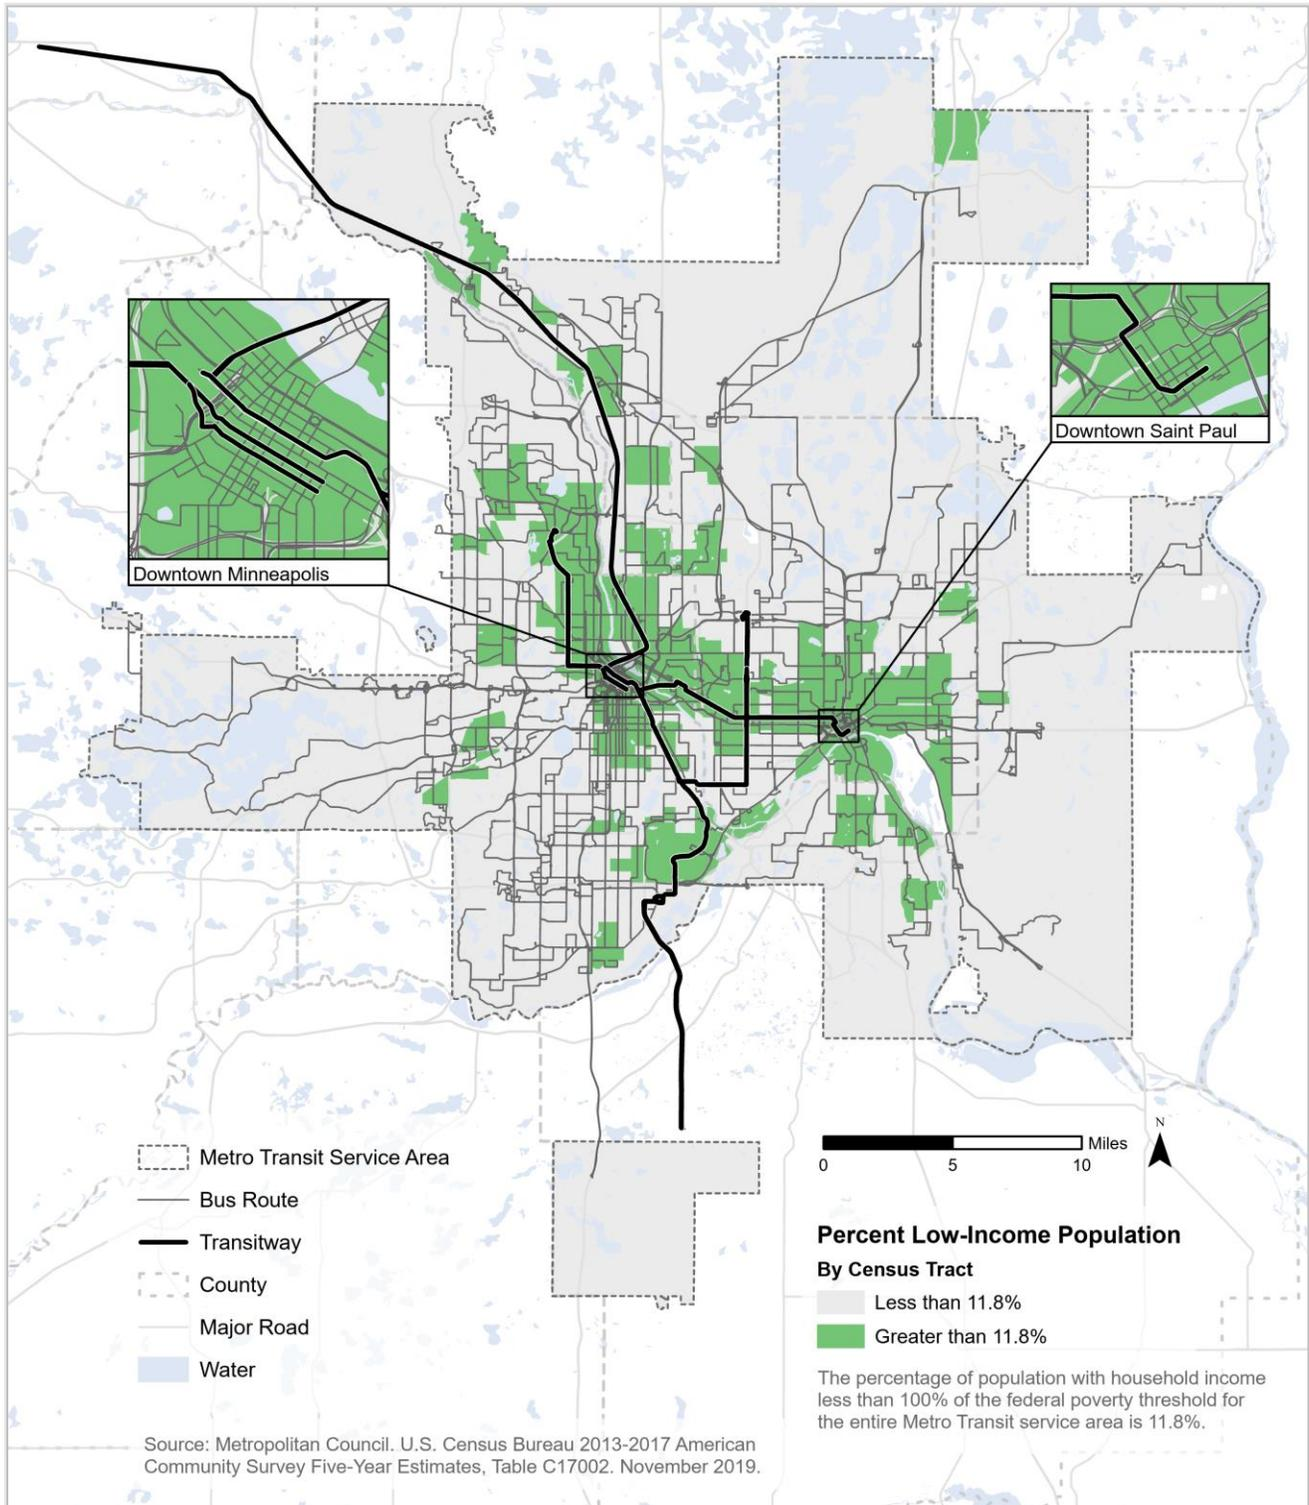 Downtown Minneapolis
Downtown Saint Paul
Metro Transit Service Area
Bus Route
Transitway
County
Major Road
Water
N
Miles
0 5 10
Percent Low-Income Population
By Census Tract
Less than 11.8%
Greater than 11.8%
The percentage of population with household income
less than 100% of the federal poverty threshold for
the entire Metro Transit service area is 11.8%.
Source: Metropolitan Council. U.S. Census Bureau 2013-2017 American
Community Survey Five-Year Estimates, Table C17002. November 2019.